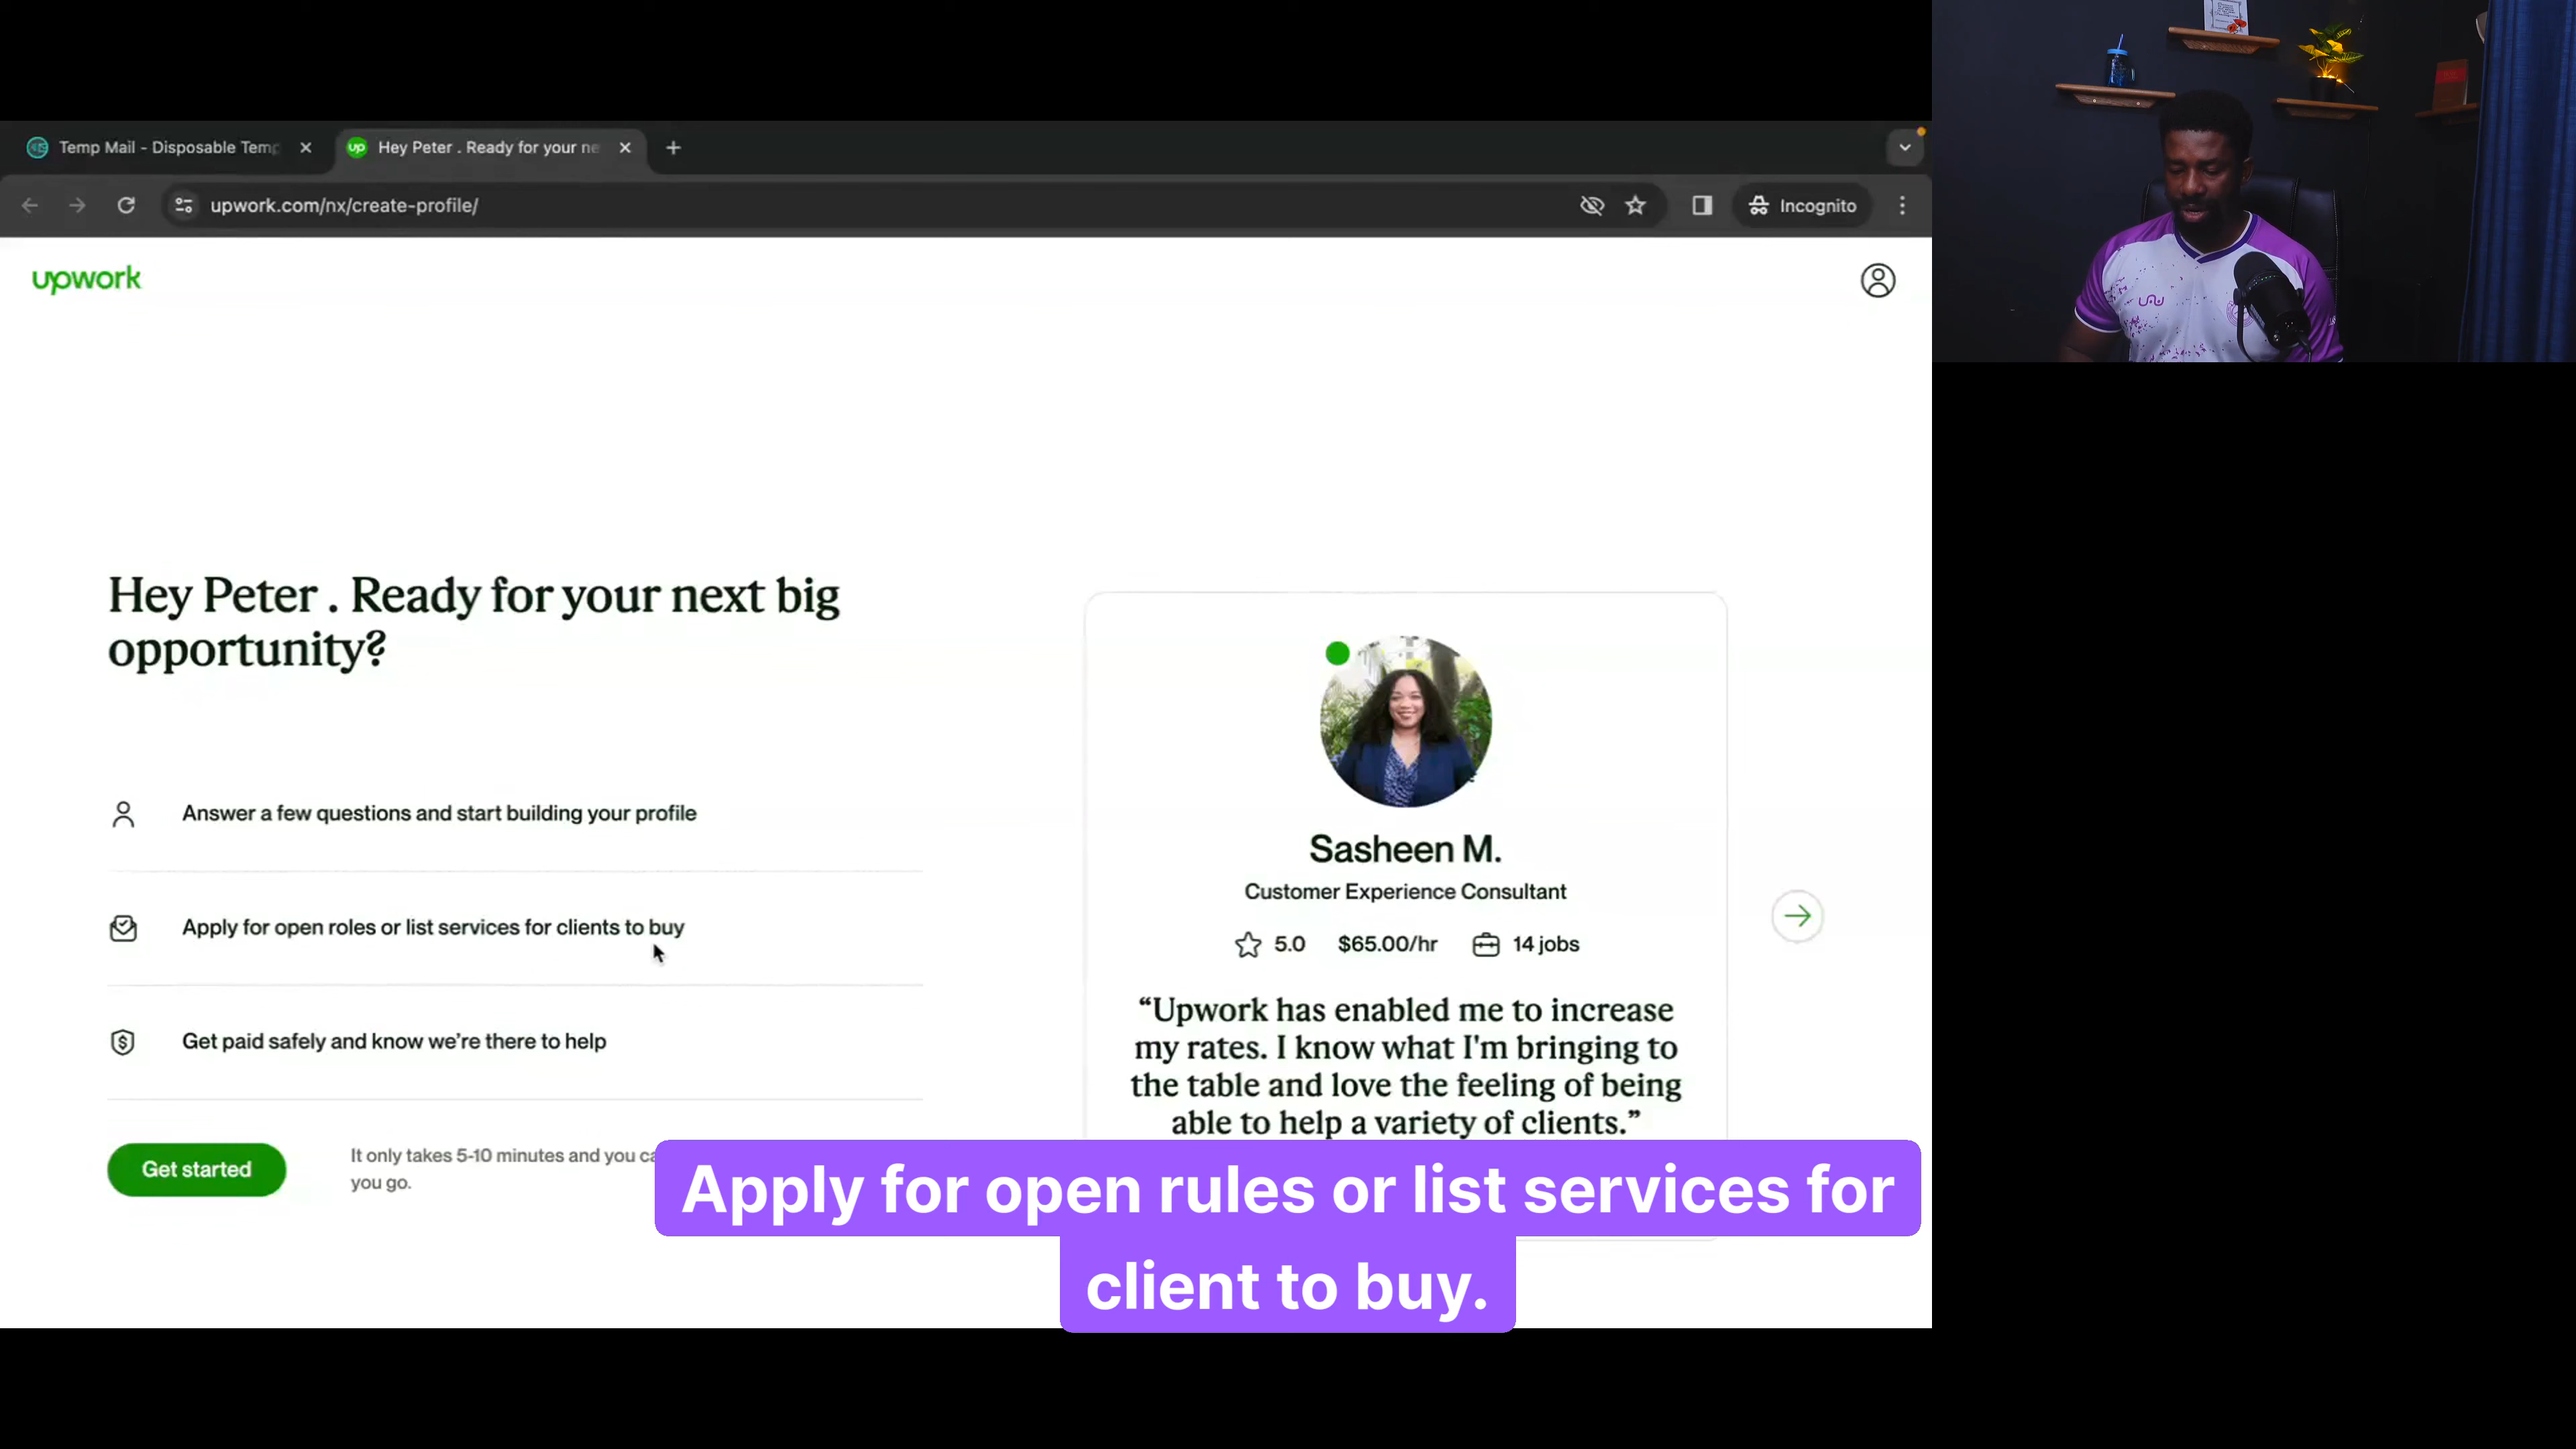 Temp Mail - Disposable Temp
Hey Peter . Ready for your ne
upwork.com/nx/create-profile/
Incognito
upwork
Hey Peter . Ready for your next big
opportunity?
Answer a few questions and start building your profile
Apply for open roles or list services for clients to buy
Get paid safely and know we're there to help
Get started
It only takes 5-10 minutes and you ca
you go.
Sasheen M.
Customer Experience Consultant
5.0 $65.00/hr 14 jobs
“Upwork has enabled me to increase
my rates. I know what I'm bringing to
the table and love the feeling of being
able to help a variety of clients.”
Apply for open rules or list services for
client to buy.